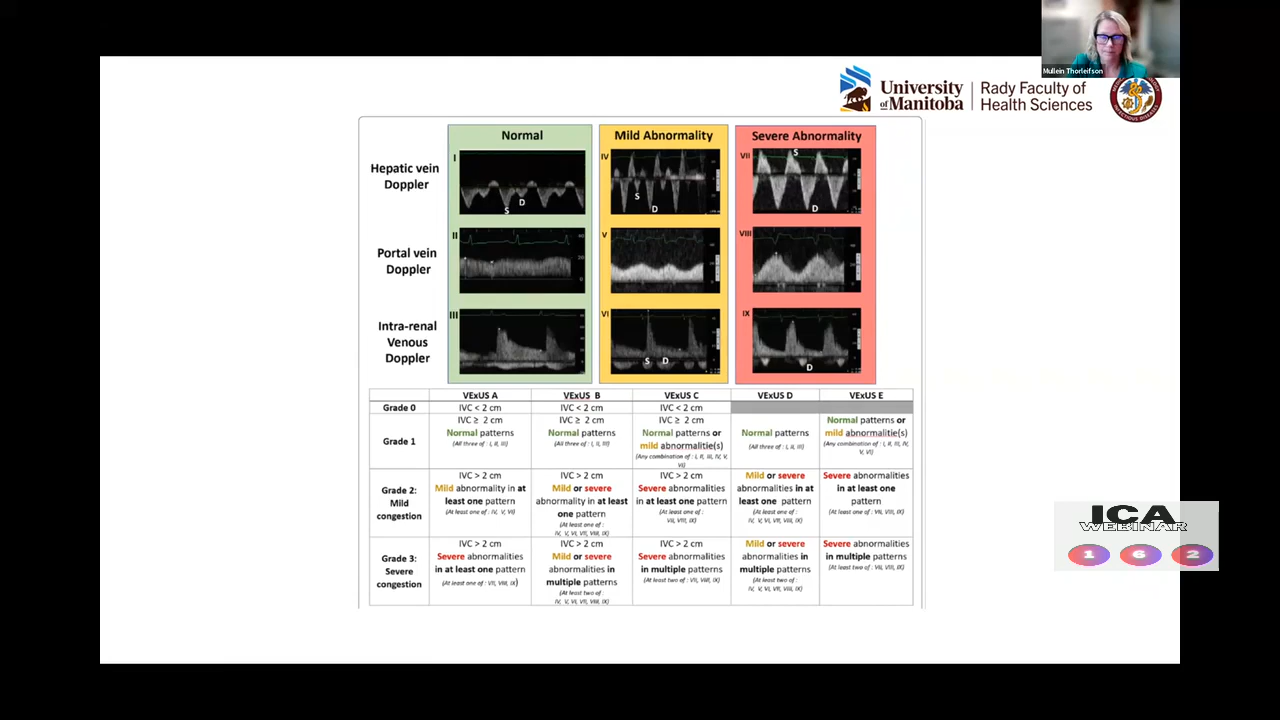 Mullein Thorleifson
University
of Manitoba
Rady Faculty of
Health Sciences
Normal
Mild Abnormality
Severe Abnormality
Hepatic vein
Doppler
I
S
D
IV
S
D
VII
S
D
Portal vein
Doppler
II
V
VIII
Intra-renal
Venous
Doppler
III
VI
S D
IX
D
VExUS A
VExUS B
VExUS C
VExUS D
VExUS E
Grade 0
IVC < 2 cm
IVC < 2 cm
IVC < 2 cm
Grade 1
IVC ≥ 2 cm
Normal patterns
(All three of : I, II, III)
IVC ≥ 2 cm
Normal patterns
(All three of : I, II, III)
IVC ≥ 2 cm
Normal patterns or
mild abnormalitie(s)
(Any combination of : I, II, III, IV, V,
VI)
Normal patterns
(All three of : I, II, III)
Normal patterns or
mild abnormalitie(s)
(Any combination of : I, II, III, IV,
V, VI)
Grade 2:
Mild
congestion
IVC > 2 cm
Mild abnormality in at
least one pattern
(At least one of : IV, V, VI)
IVC > 2 cm
Mild or severe
abnormality in at least
one pattern
(At least one of :
IV, V, VI, VII, VIII, IX)
IVC > 2 cm
Severe abnormalities
in at least one pattern
(At least one of :
VII, VIII, IX)
Mild or severe
abnormalities in at
least one pattern
(At least one of :
IV, V, VI, VII, VIII, IX)
Severe abnormalities
in at least one
pattern
(At least one of : VII, VIII, IX)
Grade 3:
Severe
congestion
IVC > 2 cm
Severe abnormalities
in at least one pattern
(At least one of : VII, VIII, IX)
IVC > 2 cm
Mild or severe
abnormalities in
multiple patterns
(At least two of :
IV, V, VI, VII, VIII, IX)
IVC > 2 cm
Severe abnormalities
in multiple patterns
(At least two of : VII, VIII, IX)
Mild or severe
abnormalities in
multiple patterns
(At least two of :
IV, V, VI, VII, VIII, IX)
Severe abnormalities
in multiple patterns
(At least two of : VII, VIII, IX)
ICA
WEBINAR
1 6 2